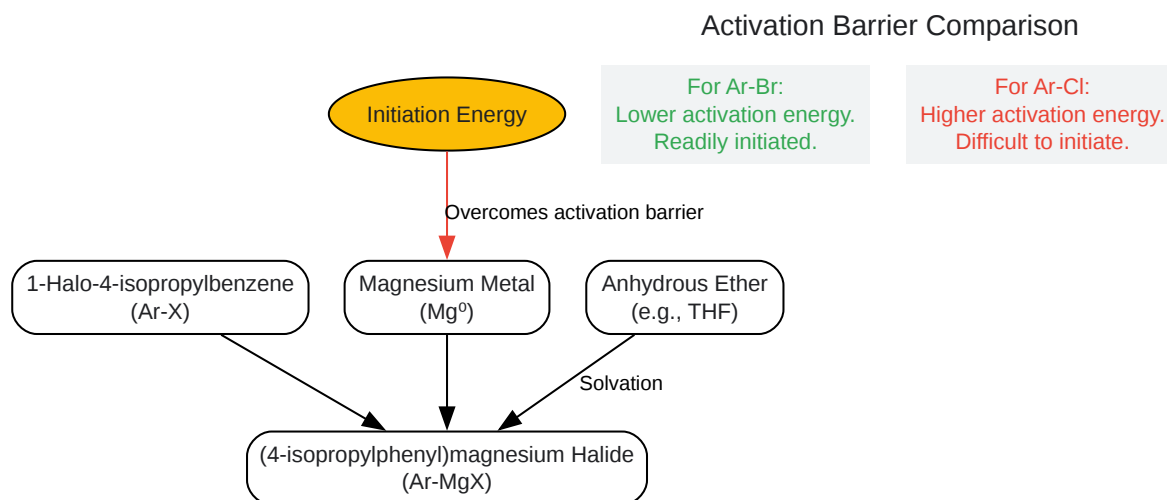 Activation Barrier Comparison
Initiation Energy
For Ar-Br:
Lower activation energy.
Readily initiated.
For Ar-Cl:
Higher activation energy.
Difficult to initiate.
Overcomes activation barrier
1-Halo-4-isopropylbenzene
(Ar-X)
Magnesium Metal
(Mg⁰)
Anhydrous Ether
(e.g., THF)
Solvation
(4-isopropylphenyl)magnesium Halide
(Ar-MgX)